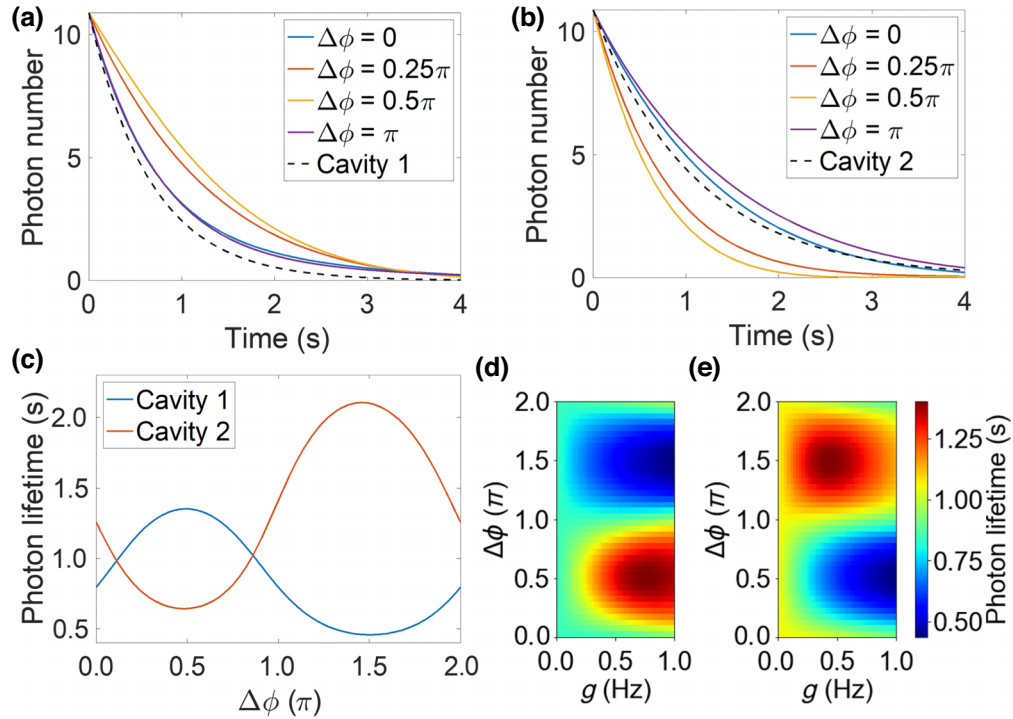 (a)
10
5
0
Photon number
0 1 2 3 4
Time (s)
Δϕ = 0
Δϕ = 0.25π
Δϕ = 0.5π
Δϕ = π
Cavity 1
(b)
10
5
0
Photon number
0 1 2 3 4
Time (s)
Δϕ = 0
Δϕ = 0.25π
Δϕ = 0.5π
Δϕ = π
Cavity 2
(c)
Cavity 1
Cavity 2
2.0
1.5
1.0
0.5
Photon lifetime (s)
0.0 0.5 1.0 1.5 2.0
Δϕ (π)
(d)
2.0
1.5
1.0
0.5
0.0
Δϕ (π)
0.0 0.5 1.0
g (Hz)
(e)
2.0
1.5
1.0
0.5
0.0
Δϕ (π)
0.0 0.5 1.0
g (Hz)
1.25
1.00
0.75
0.50
Photon lifetime (s)